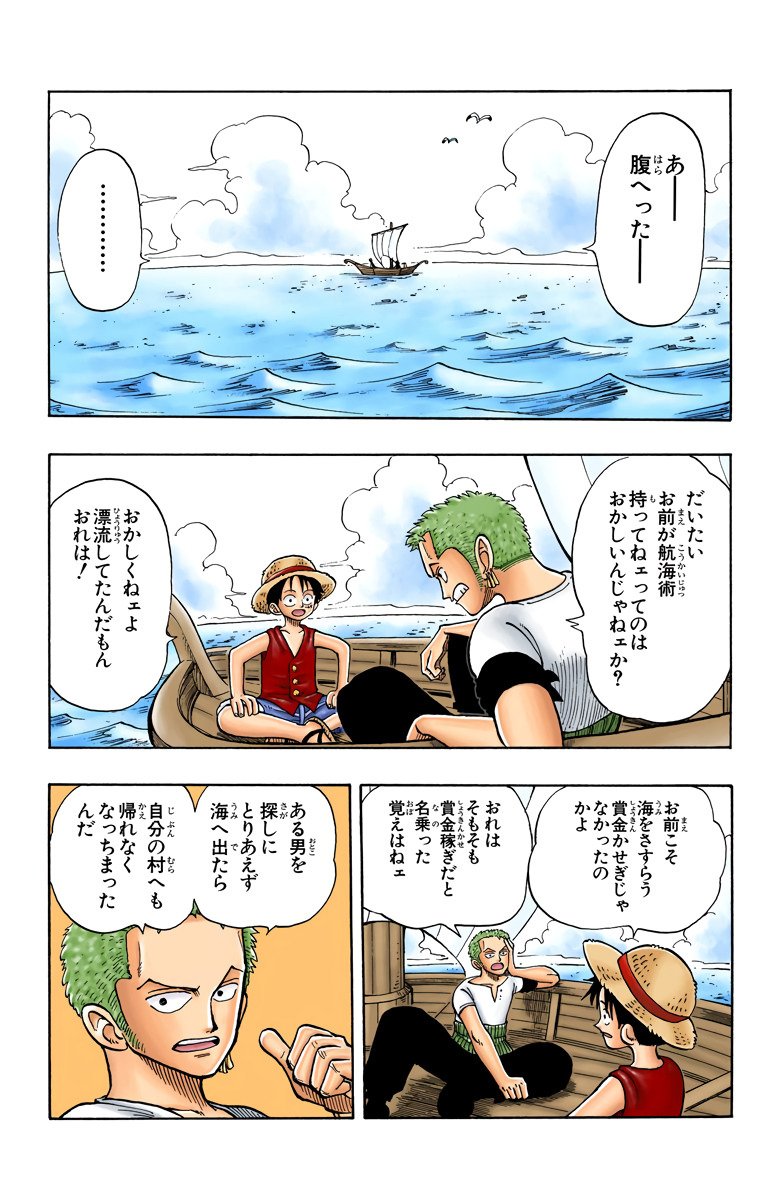 あ――
腹へった――
…………
だいたい
お前が航海術
持ってねェってのは
おかしいんじゃねェか？
おかしくねェよ
漂流してたんだもん
おれは！
お前こそ
海をさすらう
賞金かせぎじゃ
なかったの
かよ
おれは
そもそも
賞金稼ぎだと
名乗った
覚えはねェ
ある男を
探しに
とりあえず
海へ出たら
自分の村へも
帰れなく
なっちまった
んだ